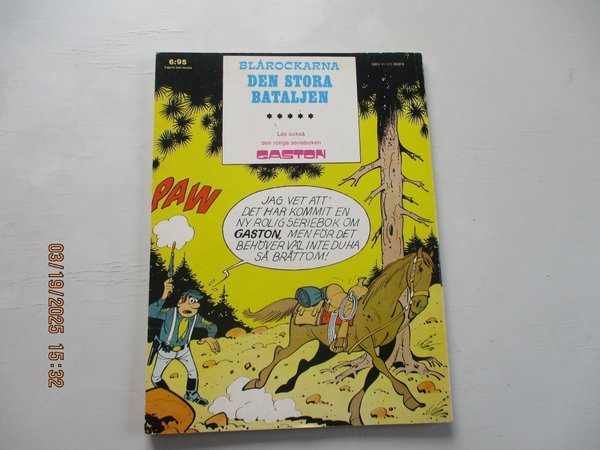 6:95
BLÅROCKARNA
DEN STORA
BATALJEN
*****
Läs också
den roliga serieboken
GASTON
PAW
JAG VET ATT
DET HAR KOMMIT EN
NY ROLIG SERIEBOK OM
GASTON, MEN FÖR DET
BEHÖVER VÄL INTE DU HA
SÅ BRÅTTOM!
03/19/2025 15:32